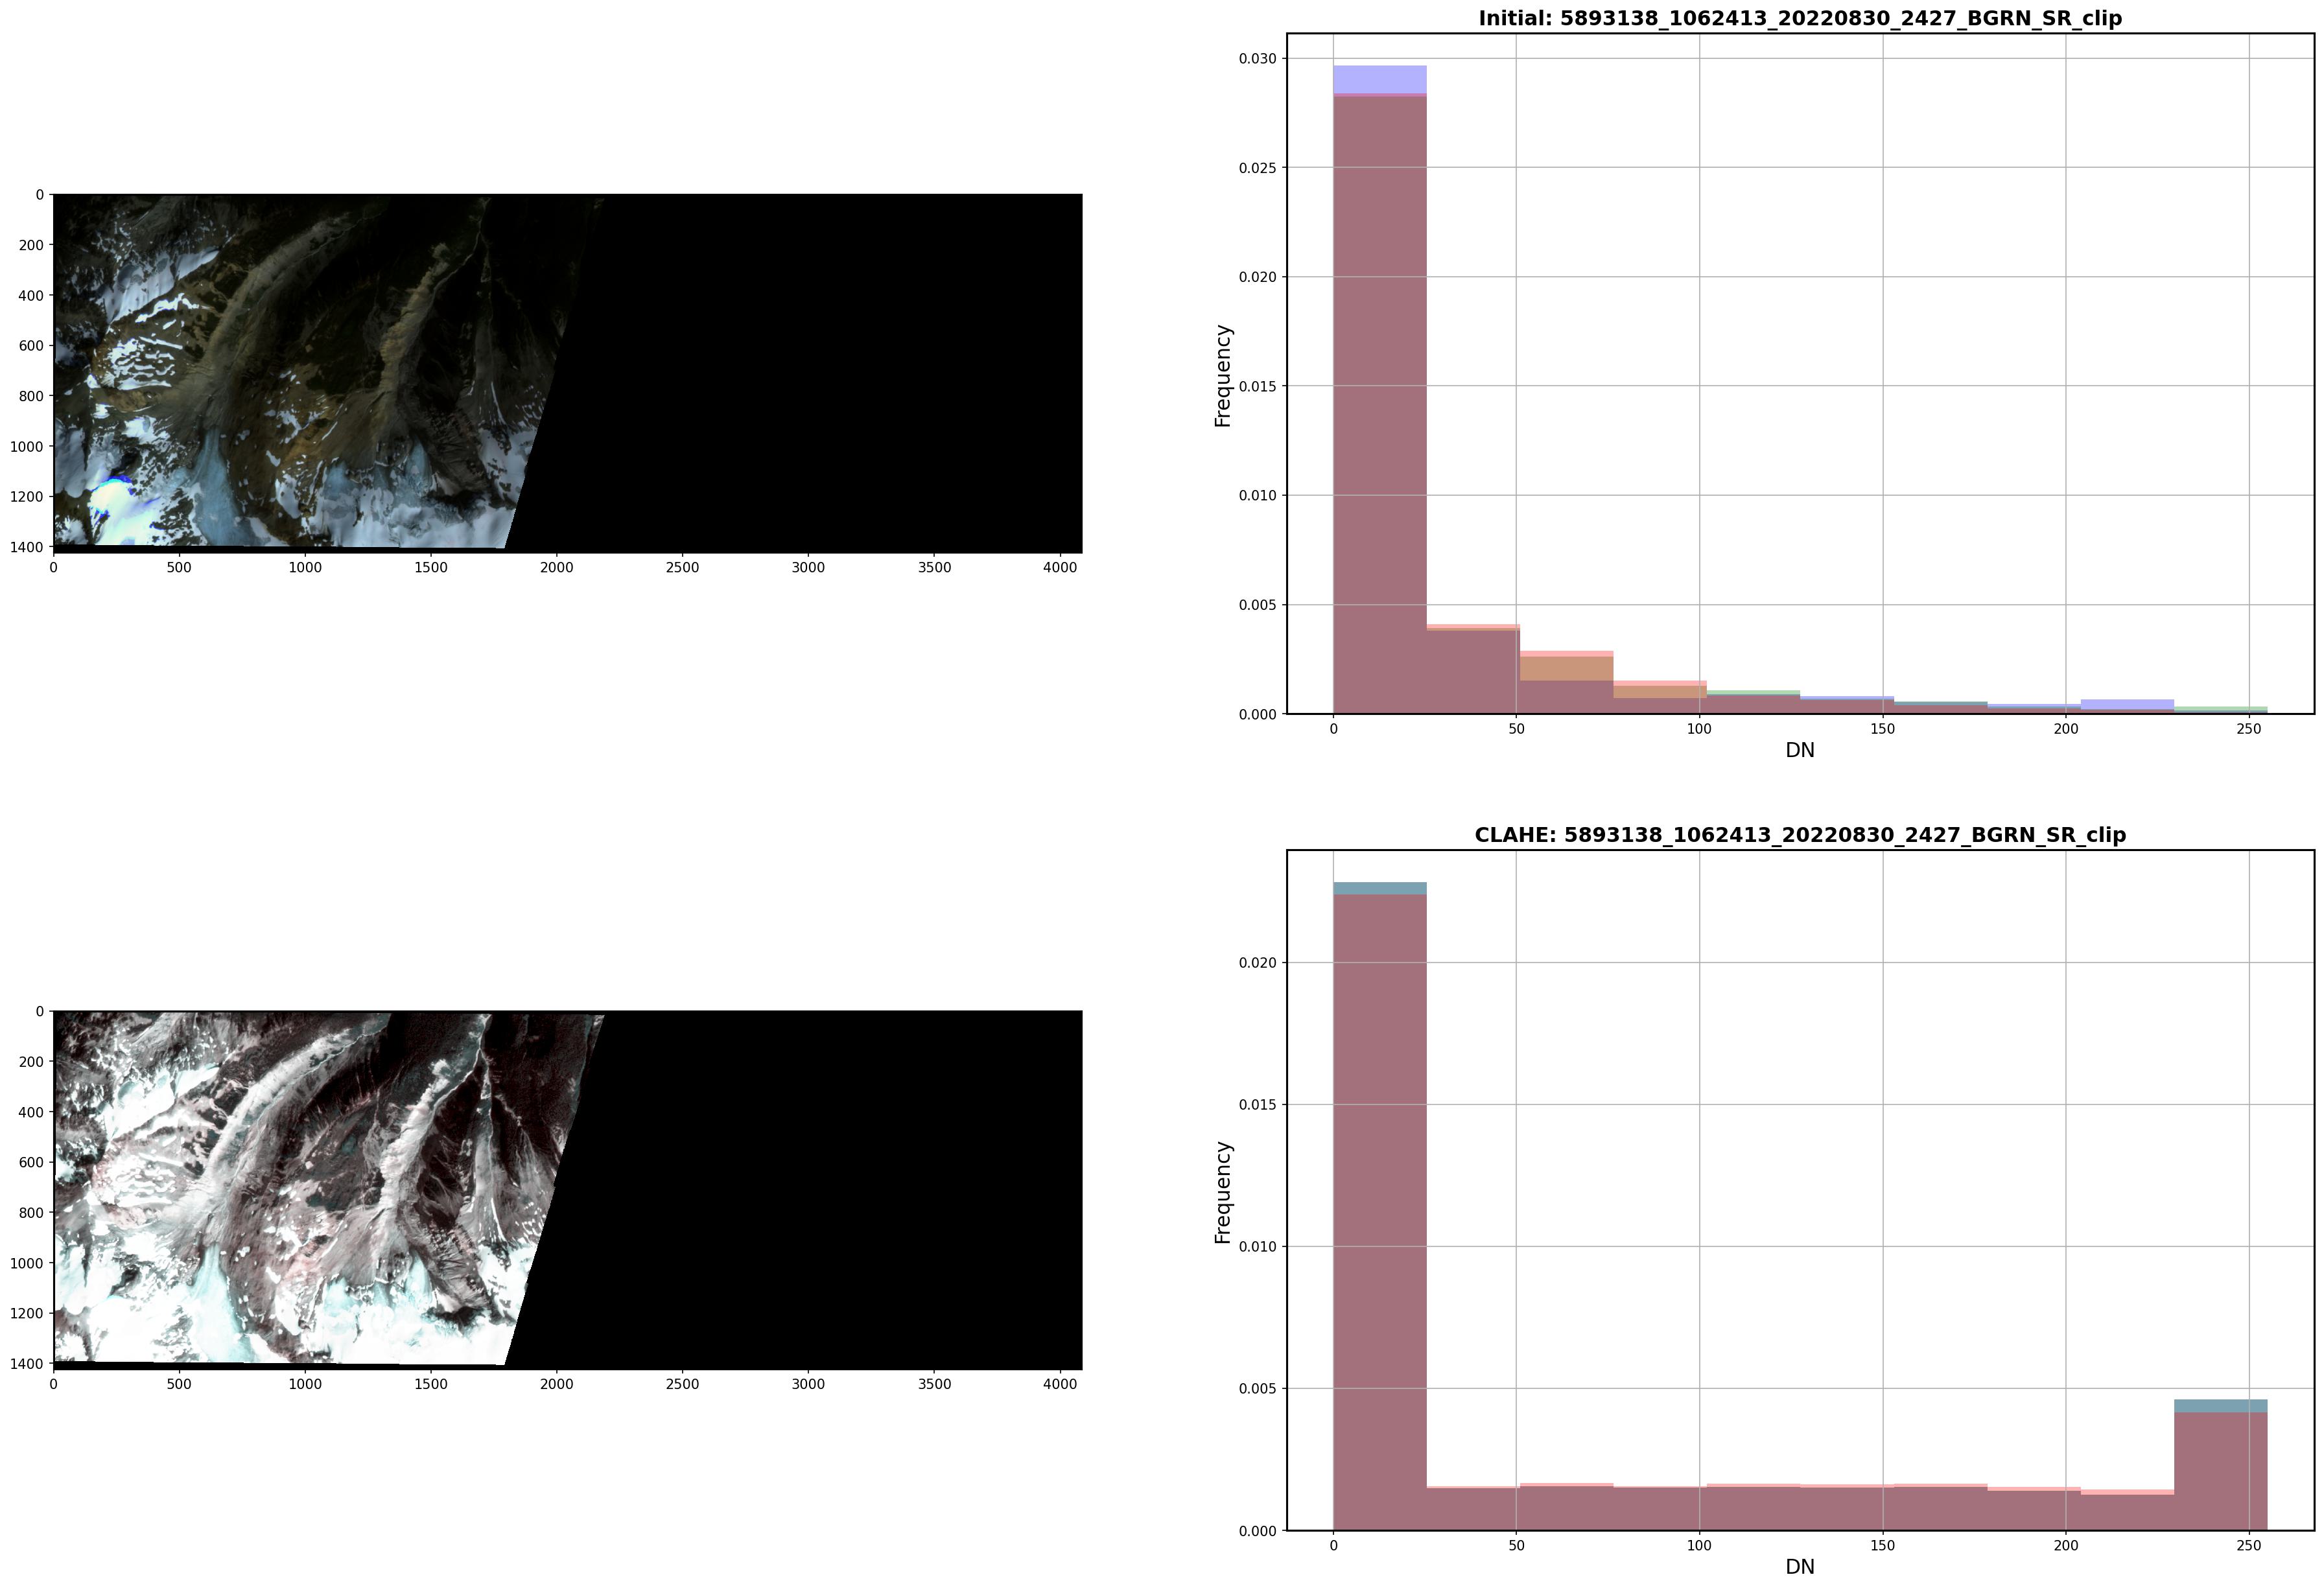 Initial: 5893138_1062413_20220830_2427_BGRN_SR_clip
0.030
0.025
0.020
0.015
0.010
0.005
0.000
Frequency
0 50 100 150 200 250
DN
0
200
400
600
800
1000
1200
1400
0 500 1000 1500 2000 2500 3000 3500 4000
CLAHE: 5893138_1062413_20220830_2427_BGRN_SR_clip
0.020
0.015
0.010
0.005
0.000
Frequency
0 50 100 150 200 250
DN
0
200
400
600
800
1000
1200
1400
0 500 1000 1500 2000 2500 3000 3500 4000